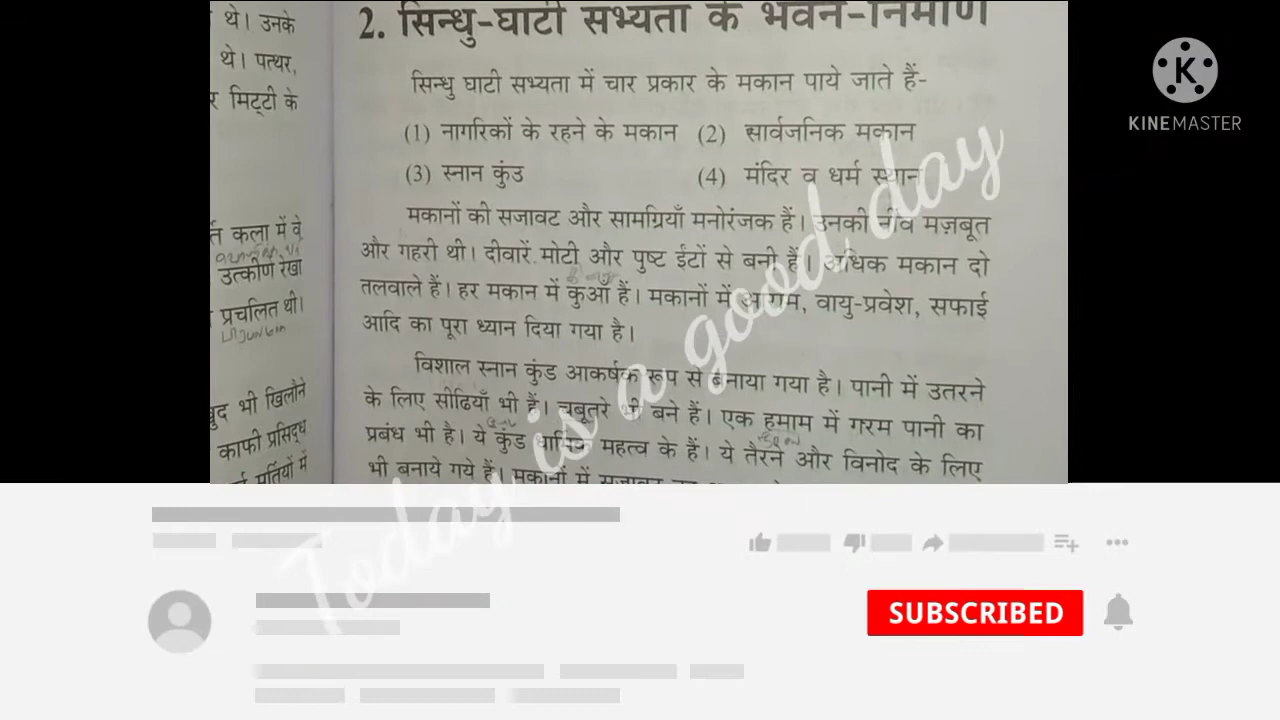 थे। उनके
थे। पत्थर,
र मिट्टी के
कला में वे
उत्कीर्ण रेखा
प्रचलित थी।
भी खिलौने
काफी प्रसिद्ध
मूर्तियों में
2. सिन्धु-घाटी सभ्यता के भवन-निर्माण
सिन्धु घाटी सभ्यता में चार प्रकार के मकान पाये जाते हैं-
(1) नागरिकों के रहने के मकान (2) सार्वजनिक मकान
(3) स्नान कुंउ (4) मंदिर व धर्म स्थान
मकानों की सजावट और सामग्रियाँ मनोरंजक हैं। उनकी नींव मज़बूत
और गहरी थी। दीवारें मोटी और पुष्ट ईंटों से बनी हैं। अधिक मकान दो
तलवाले हैं। हर मकान में कुआँ हैं। मकानों में आराम, वायु-प्रवेश, सफाई
आदि का पूरा ध्यान दिया गया है।
विशाल स्नान कुंड आकर्षक रूप से बनाया गया है। पानी में उतरने
के लिए सीढियाँ भी हैं। चबूतरे भी बने हैं। एक हमाम में गरम पानी का
प्रबंध भी है। ये कुंड धार्मिक महत्व के हैं। ये तैरने और विनोद के लिए
भी बनाये गये हैं। मकानों में सजावट
Today is a good day
K
KINEMASTER
SUBSCRIBED